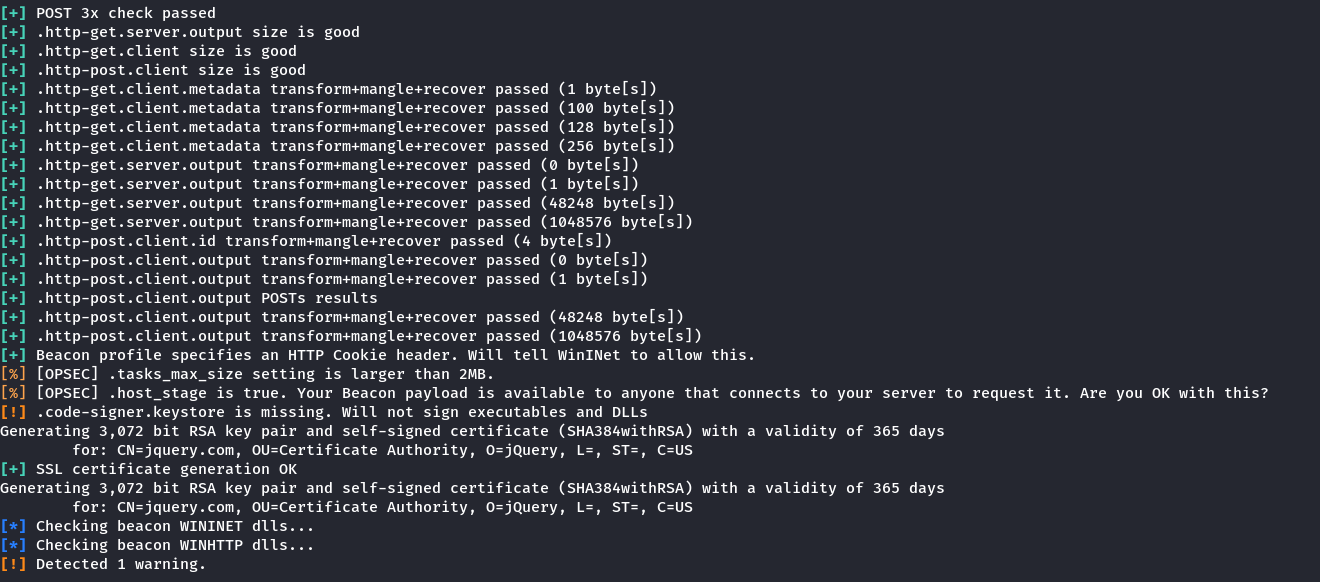 [+] POST 3x check passed
[+] .http-get.server.output size is good
[+] .http-get.client size is good
[+] .http-post.client size is good
[+] .http-get.client.metadata transform+mangle+recover passed (1 byte[s])
[+] .http-get.client.metadata transform+mangle+recover passed (100 byte[s])
[+] .http-get.client.metadata transform+mangle+recover passed (128 byte[s])
[+] .http-get.client.metadata transform+mangle+recover passed (256 byte[s])
[+] .http-get.server.output transform+mangle+recover passed (0 byte[s])
[+] .http-get.server.output transform+mangle+recover passed (1 byte[s])
[+] .http-get.server.output transform+mangle+recover passed (48248 byte[s])
[+] .http-get.server.output transform+mangle+recover passed (1048576 byte[s])
[+] .http-post.client.id transform+mangle+recover passed (4 byte[s])
[+] .http-post.client.output transform+mangle+recover passed (0 byte[s])
[+] .http-post.client.output transform+mangle+recover passed (1 byte[s])
[+] .http-post.client.output POSTs results
[+] .http-post.client.output transform+mangle+recover passed (48248 byte[s])
[+] .http-post.client.output transform+mangle+recover passed (1048576 byte[s])
[+] Beacon profile specifies an HTTP Cookie header. Will tell WinINet to allow this.
[%] [OPSEC] .tasks_max_size setting is larger than 2MB.
[%] [OPSEC] .host_stage is true. Your Beacon payload is available to anyone that connects to your server to request it. Are you OK with this?
[!] .code-signer.keystore is missing. Will not sign executables and DLLs
Generating 3,072 bit RSA key pair and self-signed certificate (SHA384withRSA) with a validity of 365 days
        for: CN=jquery.com, OU=Certificate Authority, O=jQuery, L=, ST=, C=US
[+] SSL certificate generation OK
Generating 3,072 bit RSA key pair and self-signed certificate (SHA384withRSA) with a validity of 365 days
        for: CN=jquery.com, OU=Certificate Authority, O=jQuery, L=, ST=, C=US
[*] Checking beacon WININET dlls...
[*] Checking beacon WINHTTP dlls...
[!] Detected 1 warning.